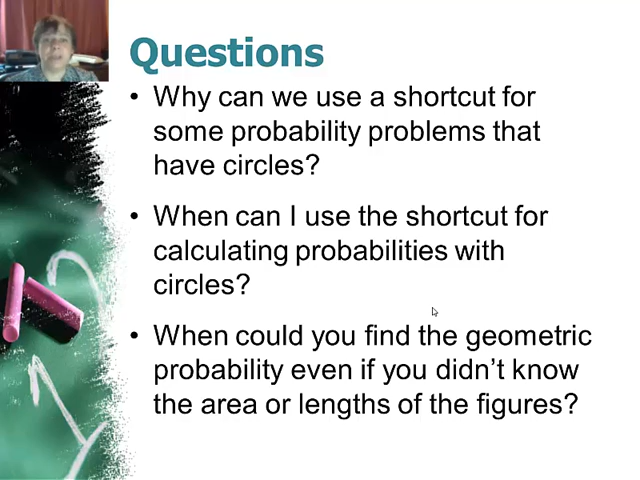 Questions
• Why can we use a shortcut for
some probability problems that
have circles?
• When can I use the shortcut for
calculating probabilities with
circles?
• When could you find the geometric
probability even if you didn't know
the area or lengths of the figures?